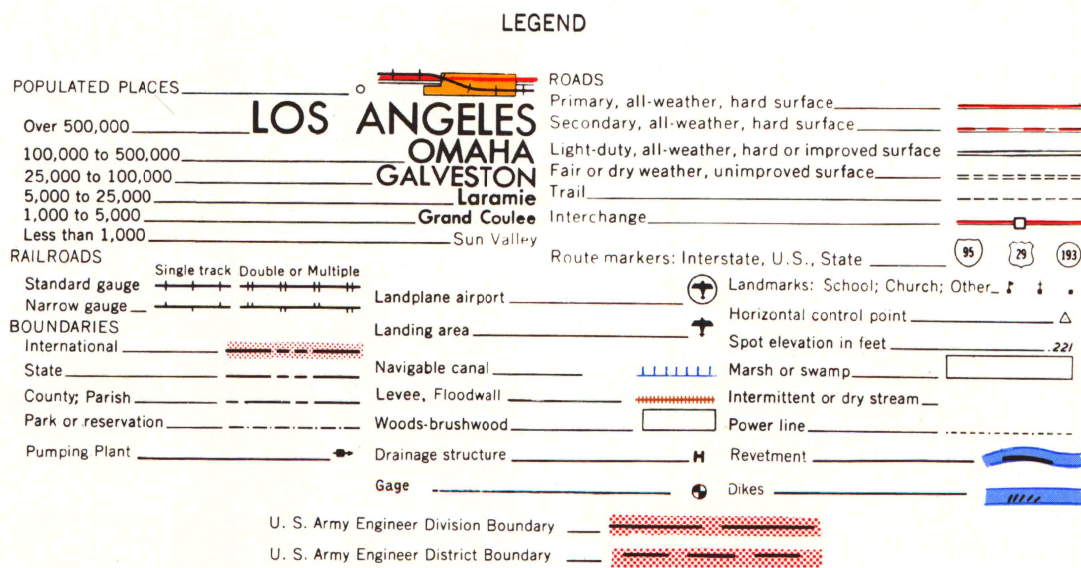 LEGEND
POPULATED PLACES
Over 500,000 LOS ANGELES
100,000 to 500,000 OMAHA
25,000 to 100,000 GALVESTON
5,000 to 25,000 Laramie
1,000 to 5,000 Grand Coulee
Less than 1,000 Sun Valley
RAILROADS
Single track Double or Multiple
Standard gauge
Narrow gauge
BOUNDARIES
International
State
County; Parish
Park or reservation
Pumping Plant
Landplane airport
Landing area
Navigable canal
Levee, Floodwall
Woods-brushwood
Drainage structure H
Gage
ROADS
Primary, all-weather, hard surface
Secondary, all-weather, hard surface
Light-duty, all-weather, hard or improved surface
Fair or dry weather, unimproved surface
Trail
Interchange
Route markers: Interstate, U.S., State 95 29 193
Landmarks: School; Church; Other
Horizontal control point
Spot elevation in feet .221
Marsh or swamp
Intermittent or dry stream
Power line
Revetment
Dikes
U. S. Army Engineer Division Boundary
U. S. Army Engineer District Boundary